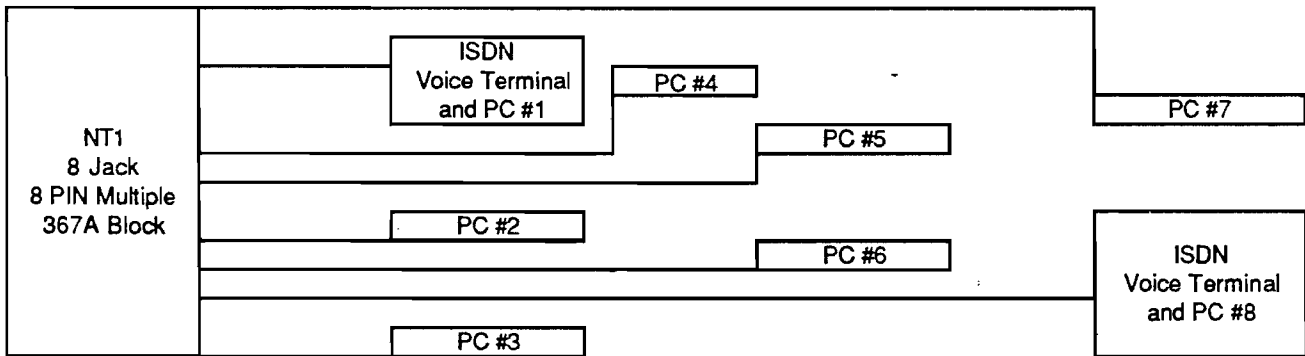 NT1
8 Jack
8 PIN Multiple
367A Block
ISDN
Voice Terminal
and PC #1
PC #4
PC #7
PC #5
PC #2
PC #6
ISDN
Voice Terminal
and PC #8
PC #3